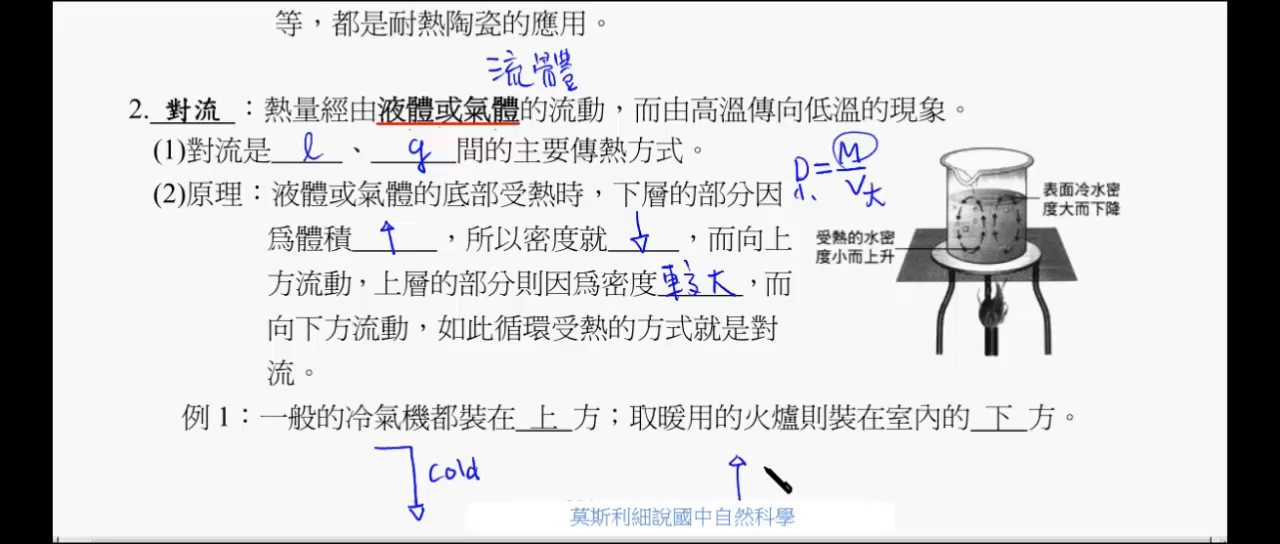 等，都是耐熱陶瓷的應用。
流體
2. 對流：熱量經由液體或氣體的流動，而由高溫傳向低溫的現象。
(1)對流是 l 、 g 間的主要傳熱方式。
D = M
小 V大
(2)原理：液體或氣體的底部受熱時，下層的部分因
為體積 ↑ ，所以密度就 ↓ ，而向上
方流動，上層的部分則因為密度較大，而
向下方流動，如此循環受熱的方式就是對
流。
表面冷水密
度大而下降
受熱的水密
度小而上升
例 1：一般的冷氣機都裝在 上 方；取暖用的火爐則裝在室內的 下 方。
cold
莫斯利細說國中自然科學